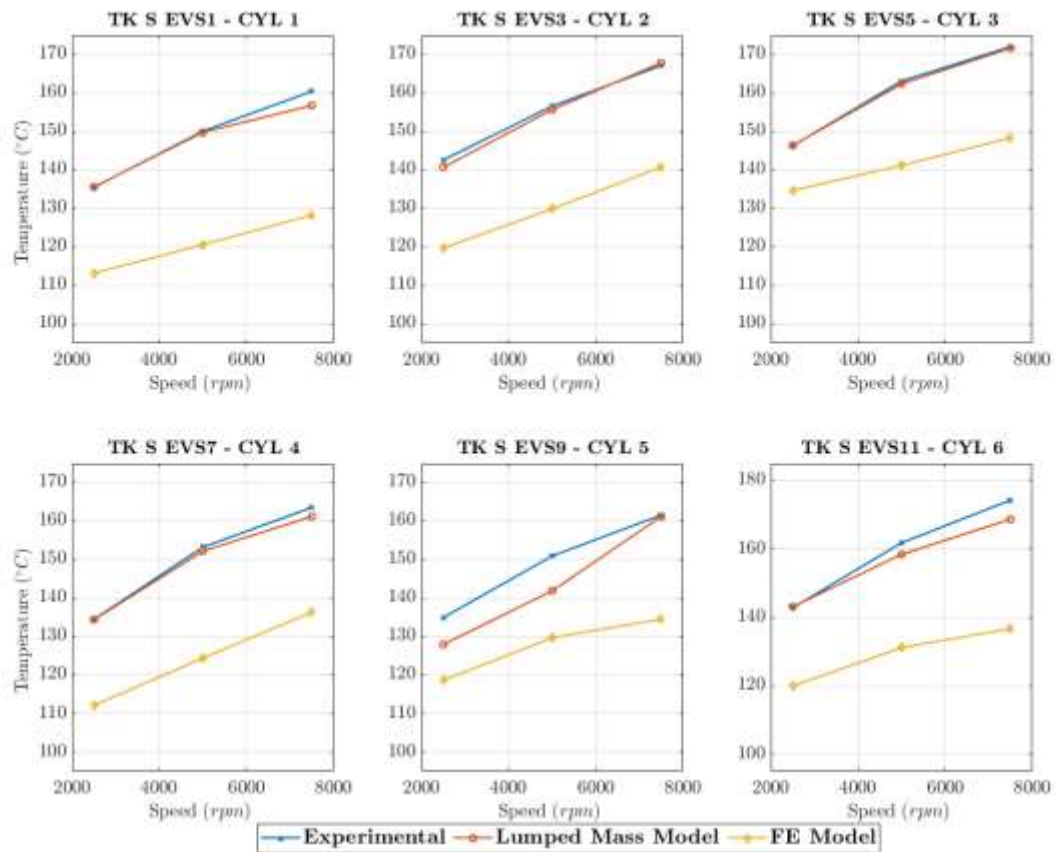 TK S EVS1 - CYL 1
170
160
150
140
130
120
110
100
Temperature (°C)
2000 4000 6000 8000
Speed (rpm)
TK S EVS3 - CYL 2
170
160
150
140
130
120
110
100
2000 4000 6000 8000
Speed (rpm)
TK S EVS5 - CYL 3
170
160
150
140
130
120
110
100
2000 4000 6000 8000
Speed (rpm)
TK S EVS7 - CYL 4
170
160
150
140
130
120
110
100
Temperature (°C)
2000 4000 6000 8000
Speed (rpm)
TK S EVS9 - CYL 5
170
160
150
140
130
120
110
100
2000 4000 6000 8000
Speed (rpm)
TK S EVS11 - CYL 6
180
160
140
120
100
2000 4000 6000 8000
Speed (rpm)
Experimental Lumped Mass Model FE Model